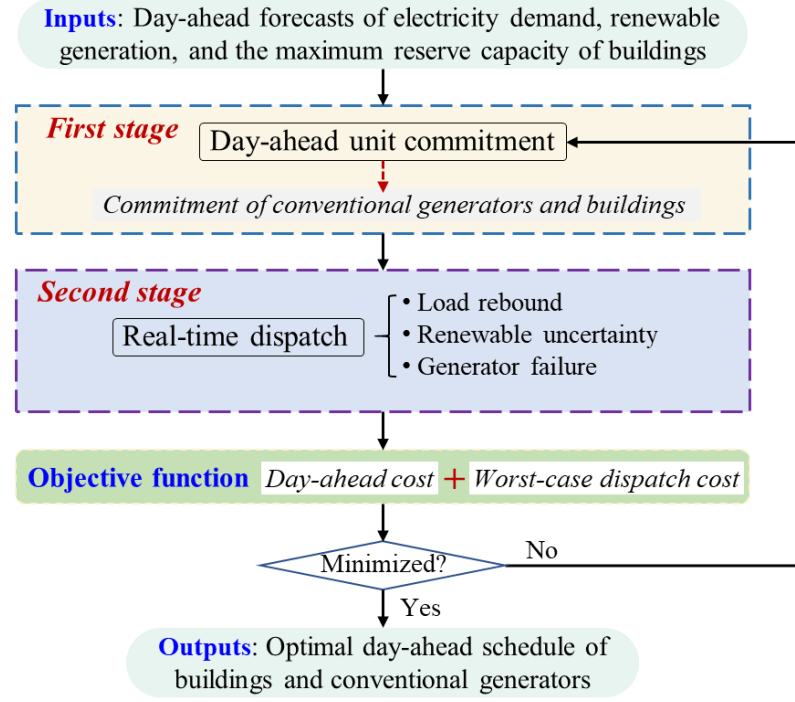 Inputs: Day-ahead forecasts of electricity demand, renewable
generation, and the maximum reserve capacity of buildings
First stage
Day-ahead unit commitment
Commitment of conventional generators and buildings
Second stage
Real-time dispatch
• Load rebound
• Renewable uncertainty
• Generator failure
Objective function Day-ahead cost + Worst-case dispatch cost
Minimized?
No
Yes
Outputs: Optimal day-ahead schedule of
buildings and conventional generators